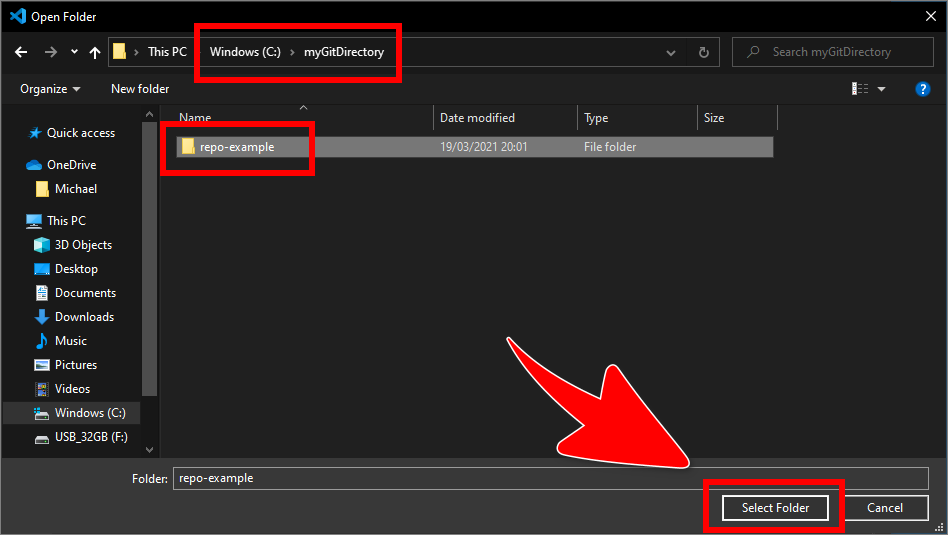 Open Folder
This PC > Windows (C:) > myGitDirectory
Search myGitDirectory
Organize
New folder
?
Name
Date modified
Type
Size
repo-example
19/03/2021 20:01
File folder
Quick access
OneDrive
Michael
This PC
3D Objects
Desktop
Documents
Downloads
Music
Pictures
Videos
Windows (C:)
USB_32GB (F:)
Folder:
repo-example
Select Folder
Cancel